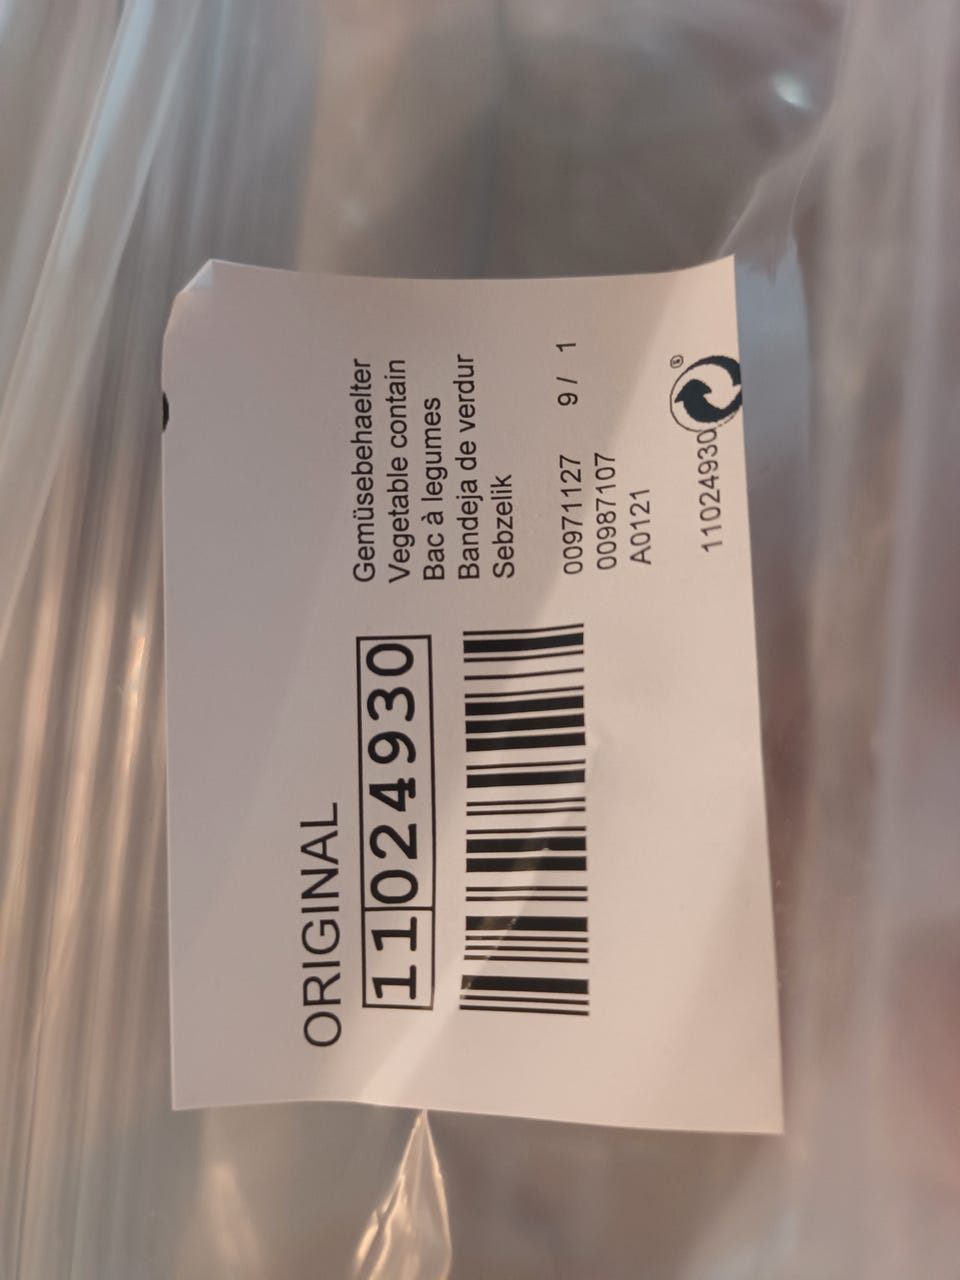 ORIGINAL
11024930
Gemüsebehaelter
Vegetable contain
Bac à legumes
Bandeja de verdur
Sebzelik
00971127 9 / 1
00987107
A0121
11024930
®